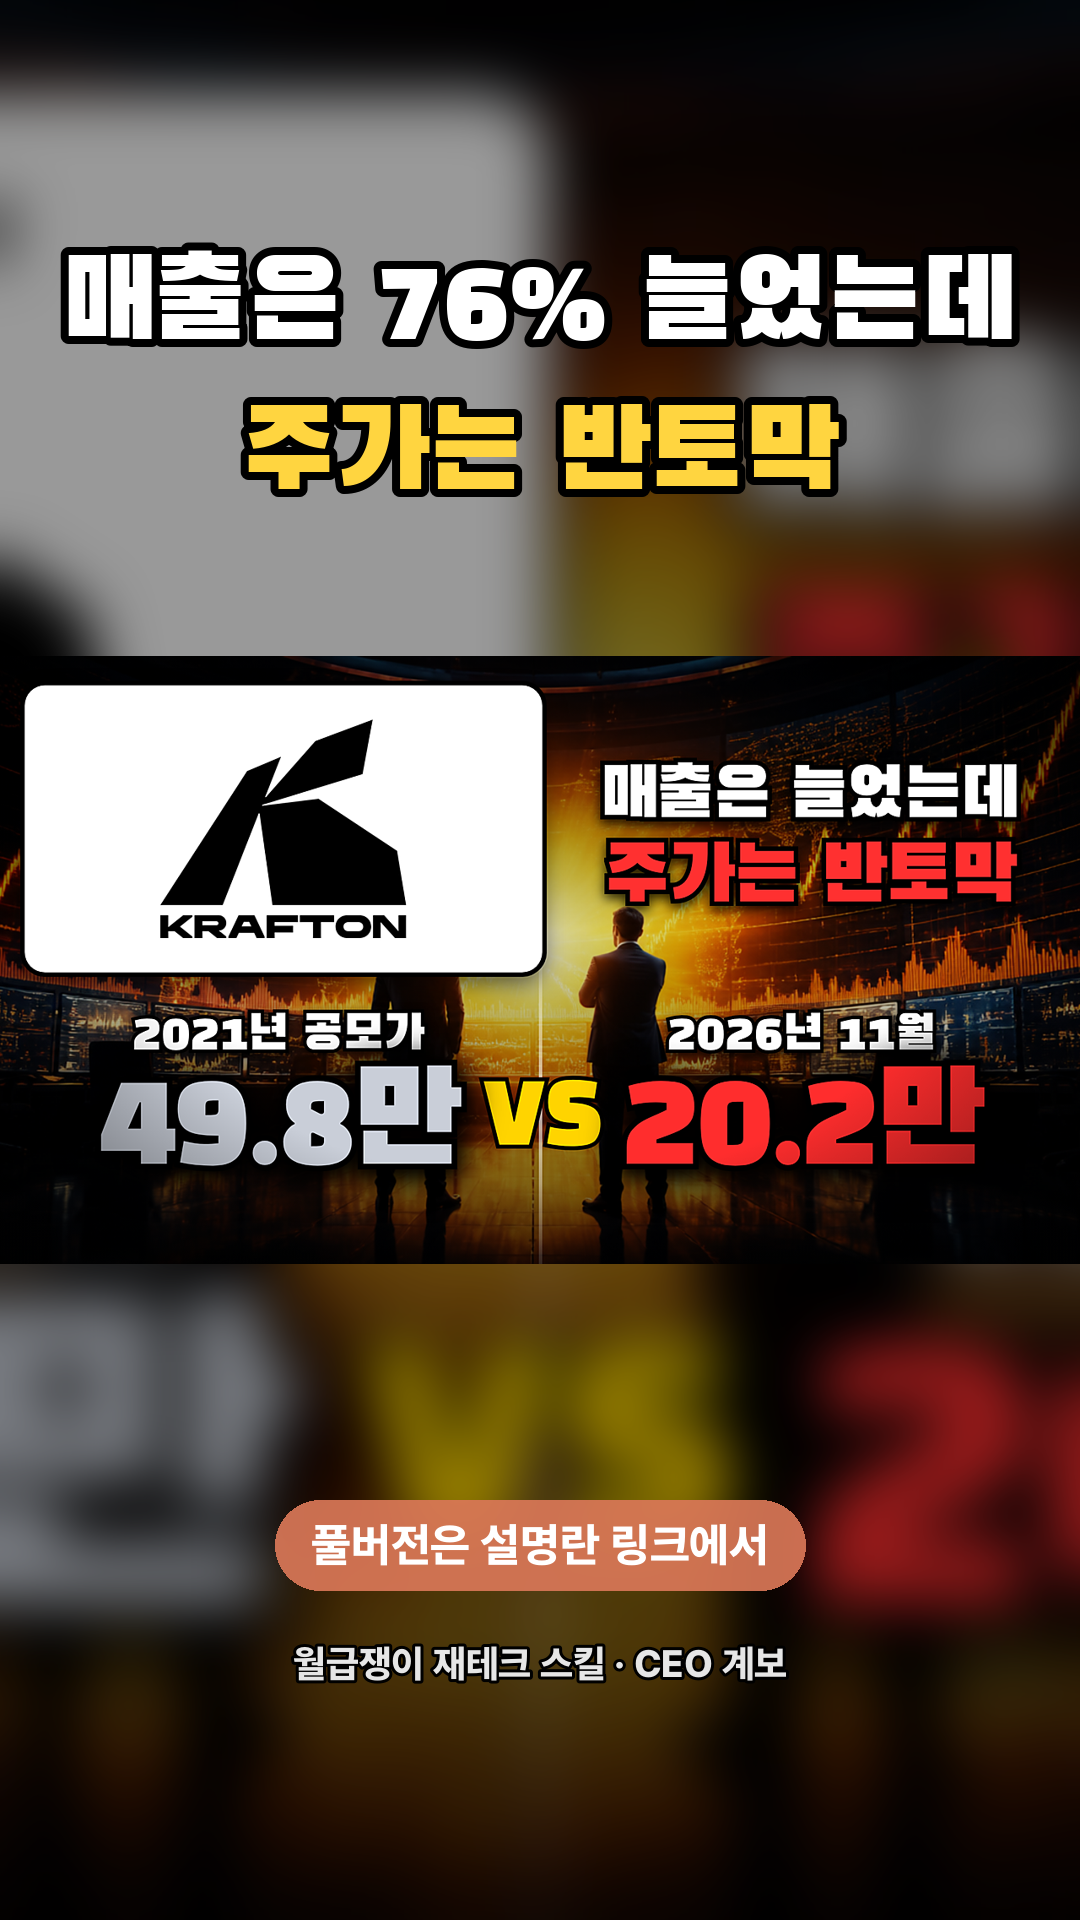 매출은 76% 늘었는데
주가는 반토막
KRAFTON
매출은 늘었는데
주가는 반토막
2021년 공모가
49.8만
VS
2026년 11월
20.2만
풀버전은 설명란 링크에서
월급쟁이 재테크 스킬 · CEO 계보